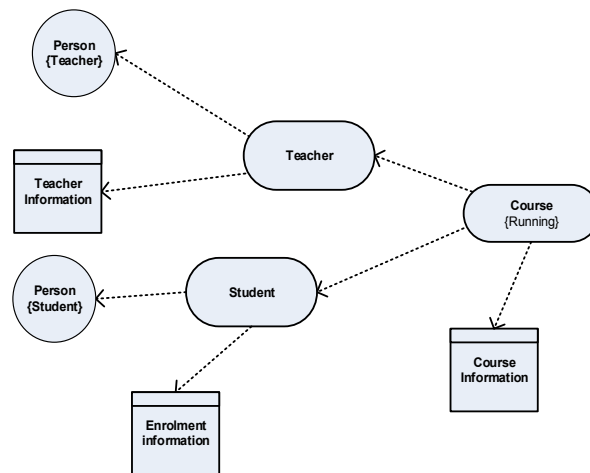 Person
{Teacher}
Teacher
Teacher
Information
Course
{Running}
Person
{Student}
Student
Course
Information
Enrolment
information